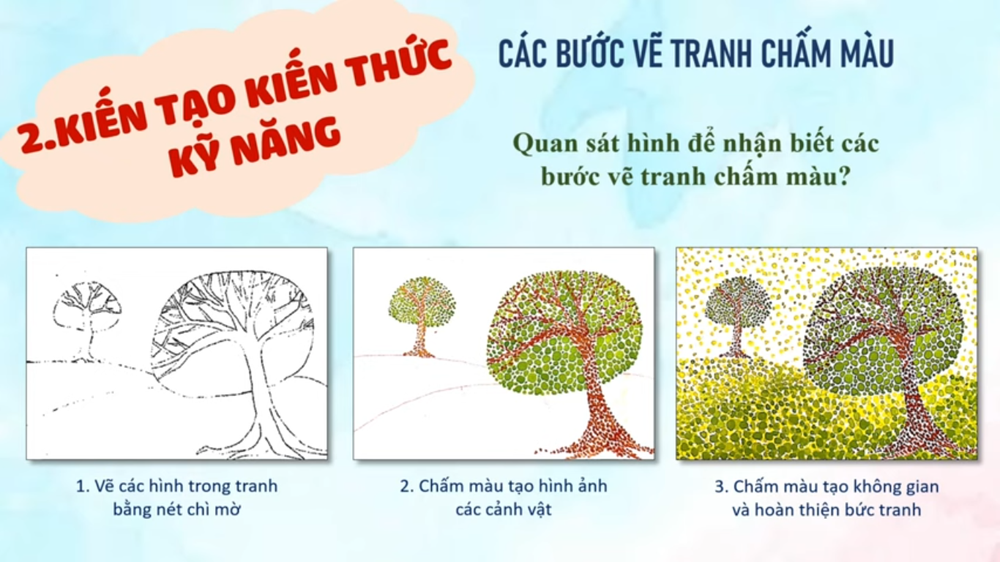 2.KIẾN TẠO KIẾN THỨC
KỸ NĂNG
CÁC BƯỚC VẼ TRANH CHẤM MÀU
Quan sát hình để nhận biết các
bước vẽ tranh chấm màu?
1. Vẽ các hình trong tranh
bằng nét chì mờ
2. Chấm màu tạo hình ảnh
các cảnh vật
3. Chấm màu tạo không gian
và hoàn thiện bức tranh